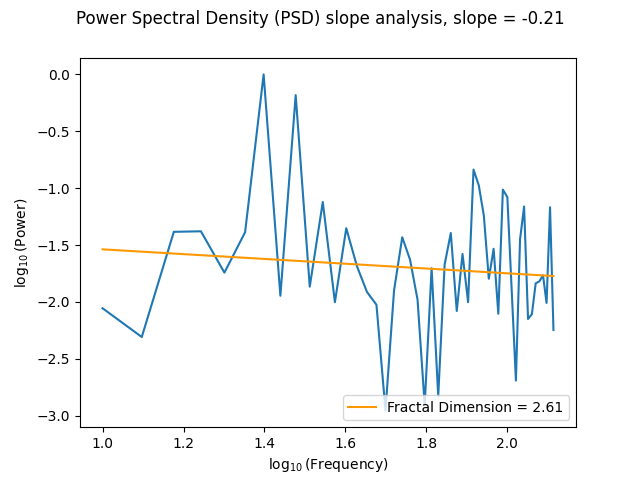 Power Spectral Density (PSD) slope analysis, slope = -0.21
0.0
−0.5
−1.0
−1.5
−2.0
−2.5
−3.0
log₁₀(Power)
Fractal Dimension = 2.61
1.0 1.2 1.4 1.6 1.8 2.0
log₁₀(Frequency)